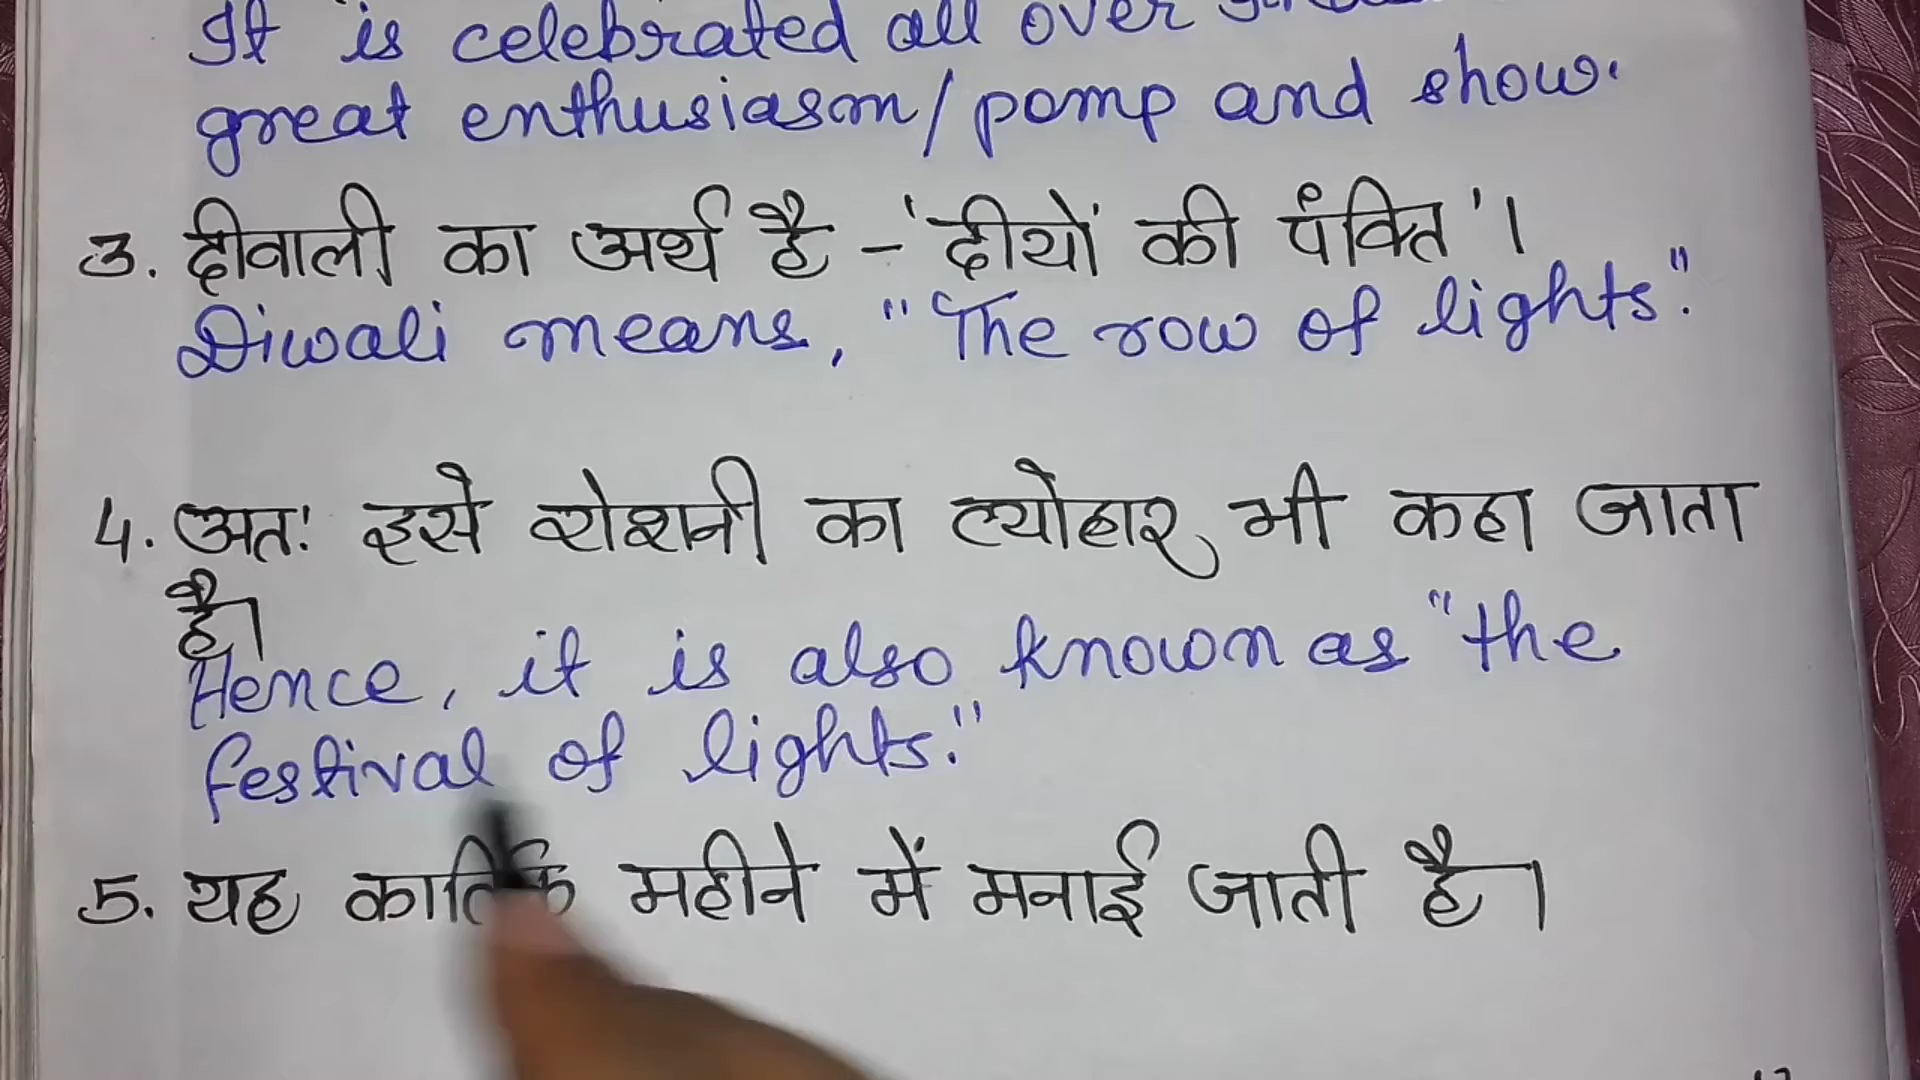 It is celebrated all over
great enthusiasm/pomp and show.
3. दीवाली का अर्थ है - 'दीयों की पंक्ति'।
Diwali means, "The row of lights".
4. अतः इसे रोशनी का त्योहार भी कहा जाता
है।
Hence, it is also known as "the
festival of lights."
5. यह कार्तिक महीने में मनाई जाती है।